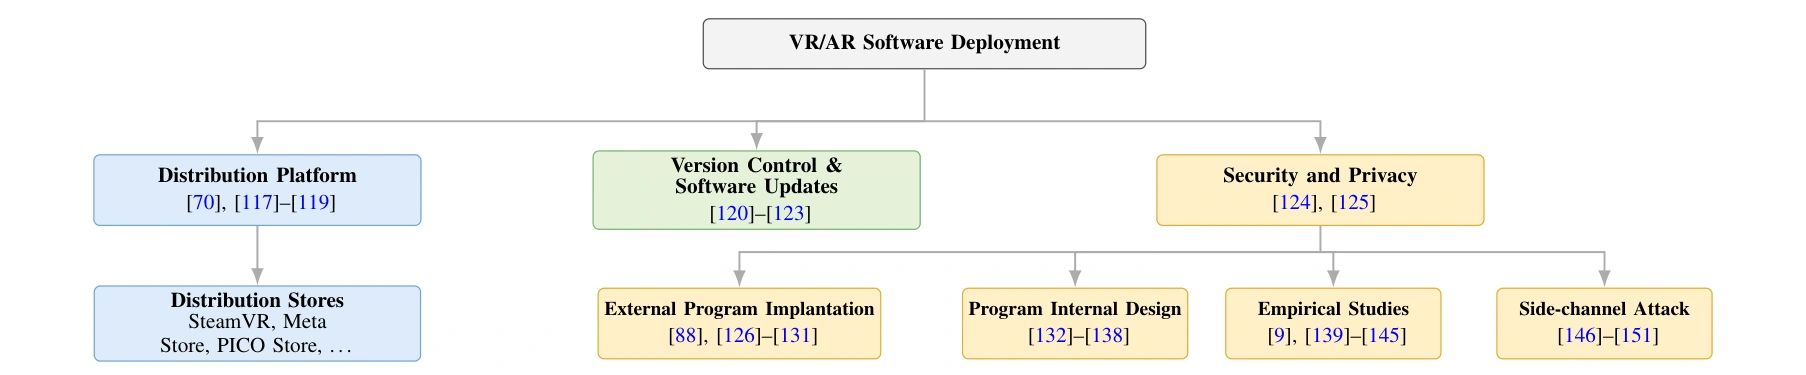 VR/AR Software Deployment
Distribution Platform
[70], [117]–[119]
Version Control &
Software Updates
[120]–[123]
Security and Privacy
[124], [125]
Distribution Stores
SteamVR, Meta
Store, PICO Store, ...
External Program Implantation
[88], [126]–[131]
Program Internal Design
[132]–[138]
Empirical Studies
[9], [139]–[145]
Side-channel Attack
[146]–[151]